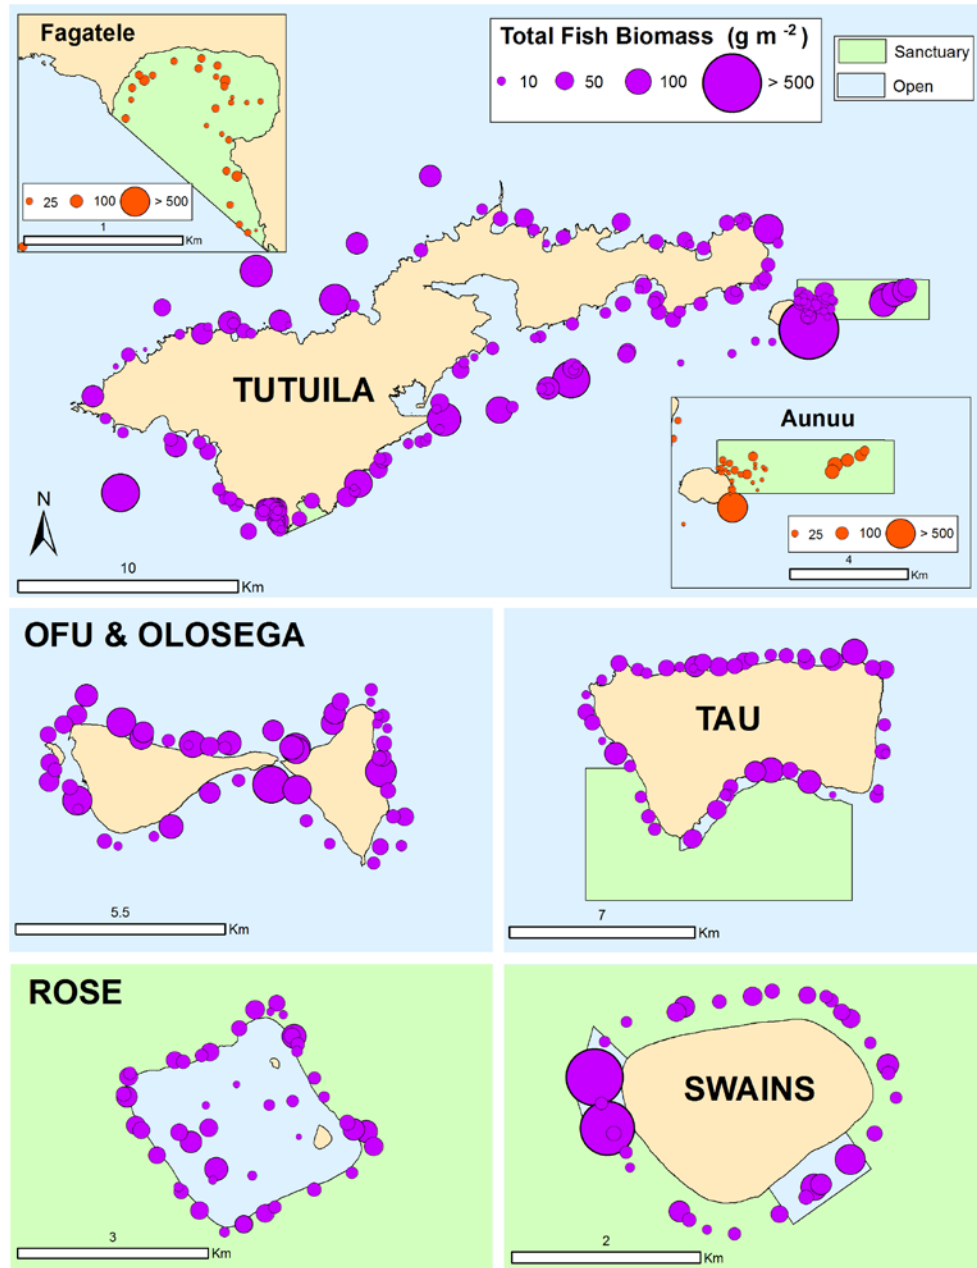 Fagatele
25 100 > 500
1
Km
Total Fish Biomass (g m -2)
10 50 100 > 500
Sanctuary
Open
TUTUILA
N
10
Km
Aunuu
25 100 > 500
4
Km
OFU & OLOSEGA
5.5
Km
TAU
7
Km
ROSE
3
Km
SWAINS
2
Km